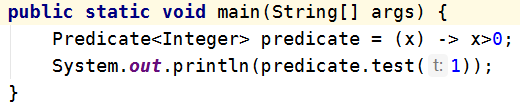 public static void main(String[] args) {
    Predicate<Integer> predicate = (x) -> x>0;
    System.out.println(predicate.test( t: 1));
}